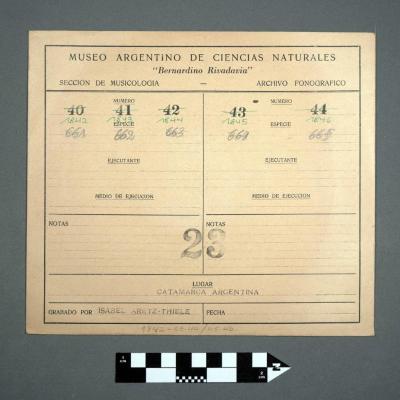 MUSEO ARGENTINO DE CIENCIAS NATURALES
"Bernardino Rivadavia"
SECCION DE MUSICOLOGIA — ARCHIVO FONOGRAFICO
NUMERO NUMERO
40 41 42 43 44
1842 1843 1844 1845 1846
ESPECIE ESPECIE
661 662 663 664 665
EJECUTANTE EJECUTANTE
MEDIO DE EJECUCION MEDIO DE EJECUCION
NOTAS NOTAS
23
LUGAR
CATAMARCA ARGENTINA
GRABADO POR ISABEL ARETZ-THIELE FECHA